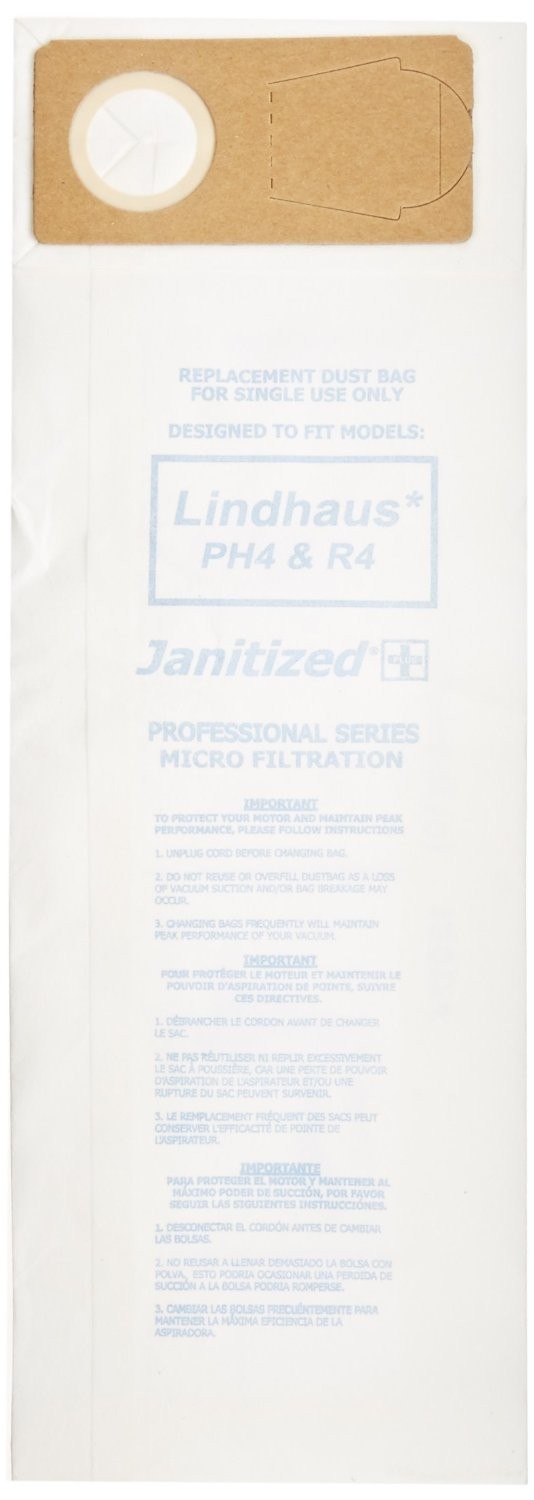 REPLACEMENT DUST BAG
FOR SINGLE USE ONLY
DESIGNED TO FIT MODELS:
Lindhaus*
PH4 & R4
Janitized®
PLUS
PROFESSIONAL SERIES
MICRO FILTRATION
IMPORTANT
TO PROTECT YOUR MOTOR AND MAINTAIN PEAK
PERFORMANCE, PLEASE FOLLOW INSTRUCTIONS
1. UNPLUG CORD BEFORE CHANGING BAG.
2. DO NOT REUSE OR OVERFILL DUSTBAG AS A LOSS
OF VACUUM SUCTION AND/OR BAG BREAKAGE MAY
OCCUR.
3. CHANGING BAGS FREQUENTLY WILL MAINTAIN
PEAK PERFORMANCE OF YOUR VACUUM.
IMPORTANT
POUR PROTÉGER LE MOTEUR ET MAINTENIR LE
POUVOIR D'ASPIRATION DE POINTE, SUIVRE
CES DIRECTIVES.
1. DÉBRANCHER LE CORDON AVANT DE CHANGER
LE SAC.
2. NE PAS RÉUTILISER NI REPLIR EXCESSIVEMENT
LE SAC À POUSSIÈRE, CAR UNE PERTE DE POUVOIR
D'ASPIRATION DE L'ASPIRATEUR ET/OU UNE
RUPTURE DU SAC PEUVENT SURVENIR.
3. LE REMPLACEMENT FRÉQUENT DES SACS PEUT
CONSERVER L'EFFICACITÉ DE POINTE DE
L'ASPIRATEUR.
IMPORTANTE
PARA PROTEGER EL MOTOR Y MANTENER AL
MÁXIMO PODER DE SUCCIÓN, POR FAVOR
SEGUIR LAS SIGUIENTES INSTRUCCIÓNES.
1. DESCONECTAR EL CORDÓN ANTES DE CAMBIAR
LAS BOLSAS.
2. NO REUSAR A LLENAR DEMASIADO LA BOLSA CON
POLVA, ESTO PODRIA OCASIONAR UNA PERDIDA DE
SUCCIÓN A LA BOLSA PODRIA ROMPERSE.
3. CAMBIAR LAS BOLSAS FRECUÉNTEMENTE PARA
MANTENER LA MÁXIMA EFICIENCIA DE LA
ASPIRADORA.